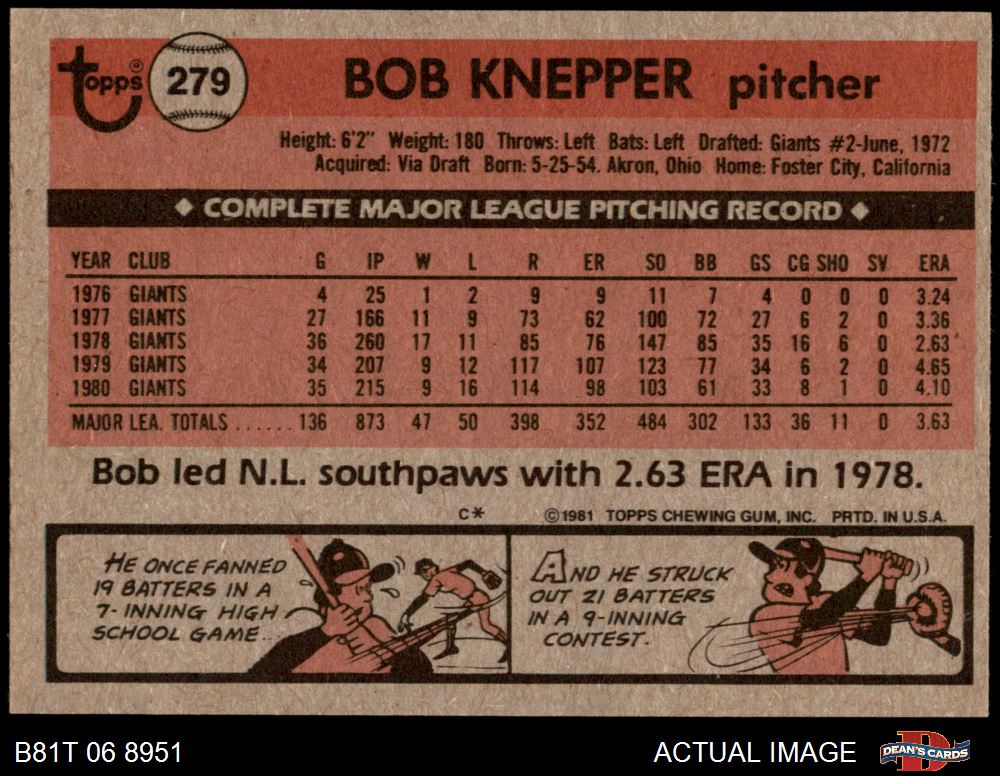 Topps ® 279 BOB KNEPPER pitcher
Height: 6'2" Weight: 180 Throws: Left Bats: Left Drafted: Giants #2-June, 1972
Acquired: Via Draft Born: 5-25-54. Akron, Ohio Home: Foster City, California
◆ COMPLETE MAJOR LEAGUE PITCHING RECORD ◆
YEAR CLUB G IP W L R ER SO BB GS CG SHO SV ERA
1976 GIANTS 4 25 1 2 9 9 11 7 4 0 0 0 3.24
1977 GIANTS 27 166 11 9 73 62 100 72 27 6 2 0 3.36
1978 GIANTS 36 260 17 11 85 76 147 85 35 16 6 0 2.63
1979 GIANTS 34 207 9 12 117 107 123 77 34 6 2 0 4.65
1980 GIANTS 35 215 9 16 114 98 103 61 33 8 1 0 4.10
MAJOR LEA. TOTALS ...... 136 873 47 50 398 352 484 302 133 36 11 0 3.63
Bob led N.L. southpaws with 2.63 ERA in 1978.
C* ©1981 TOPPS CHEWING GUM, INC. PRTD. IN U.S.A.
HE ONCE FANNED
19 BATTERS IN A
7-INNING HIGH
SCHOOL GAME..
AND HE STRUCK
OUT 21 BATTERS
IN A 9-INNING
CONTEST.
B81T 06 8951 ACTUAL IMAGE DEAN'S CARDS